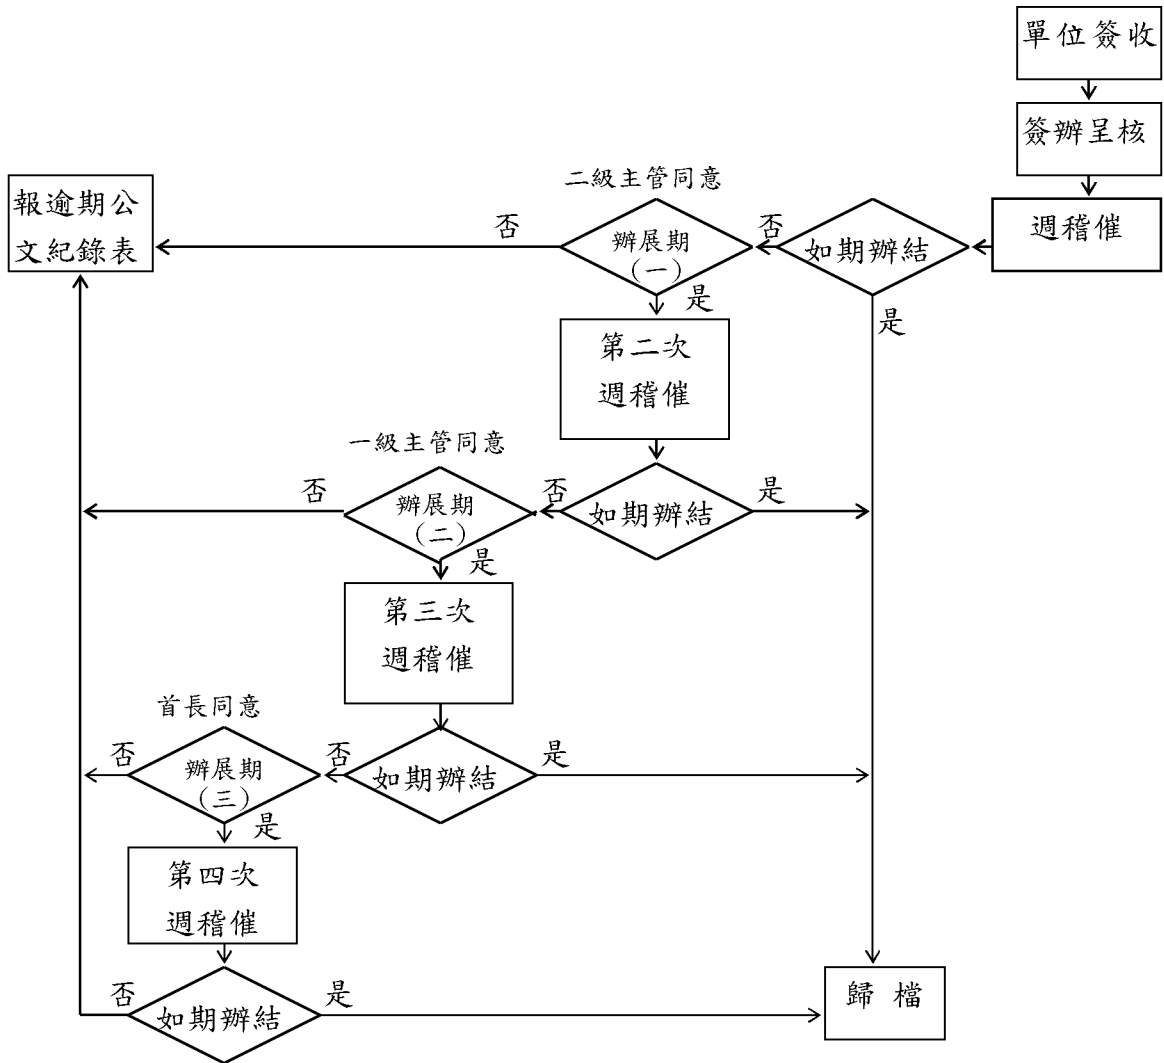 單位簽收
簽辦呈核
週稽催
如期辦結
否
是
二級主管同意
辦展期
(一)
否
是
報逾期公
文紀錄表
第二次
週稽催
如期辦結
是
否
一級主管同意
辦展期
(二)
否
是
第三次
週稽催
如期辦結
是
否
首長同意
辦展期
(三)
否
是
第四次
週稽催
如期辦結
否
是
歸 檔